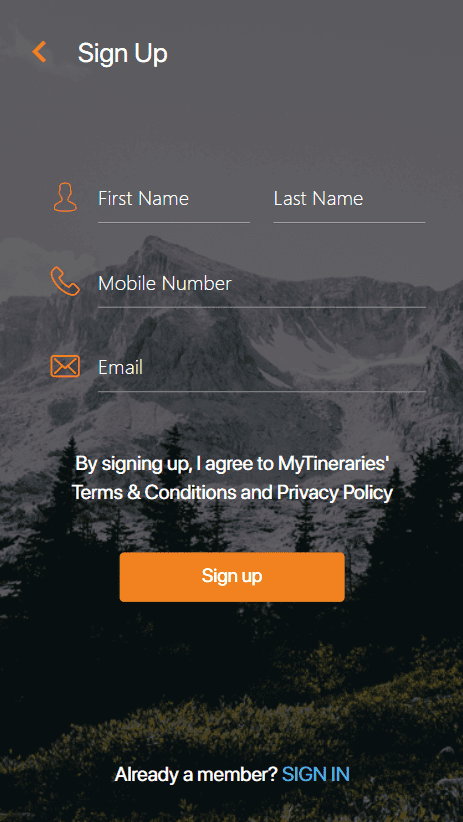 Sign Up
First Name Last Name
Mobile Number
Email
By signing up, I agree to MyTineraries'
Terms & Conditions and Privacy Policy
Sign up
Already a member? SIGN IN